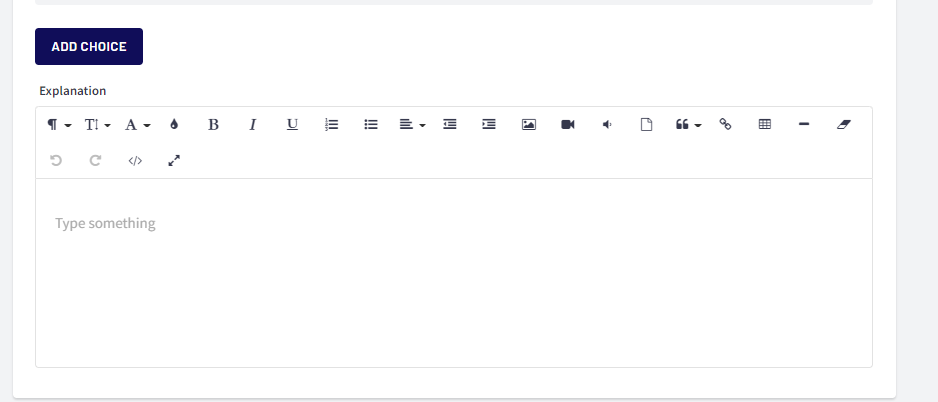 ADD CHOICE
Explanation
¶ T A B I U
</>
Type something